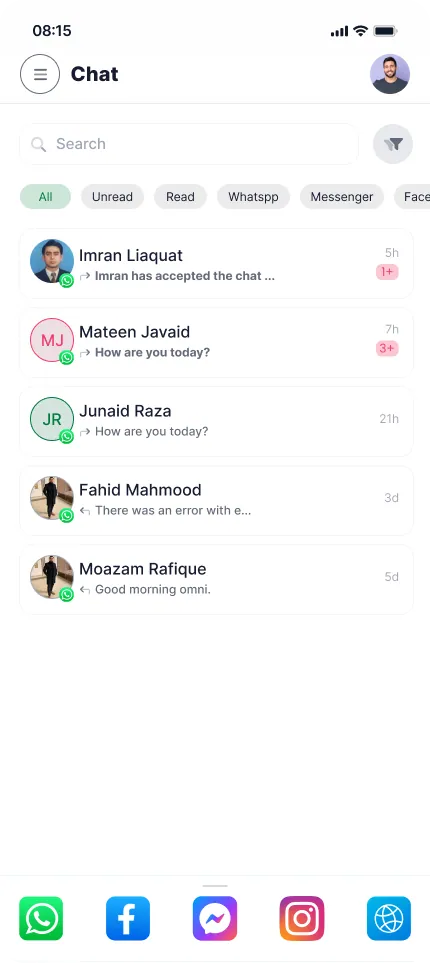 08:15
Chat
Search
All Unread Read Whatspp Messenger Face
Imran Liaquat
5h
Imran has accepted the chat ...
1+
MJ
Mateen Javaid
7h
How are you today?
3+
JR
Junaid Raza
How are you today?
21h
Fahid Mahmood
There was an error with e...
3d
Moazam Rafique
Good morning omni.
5d